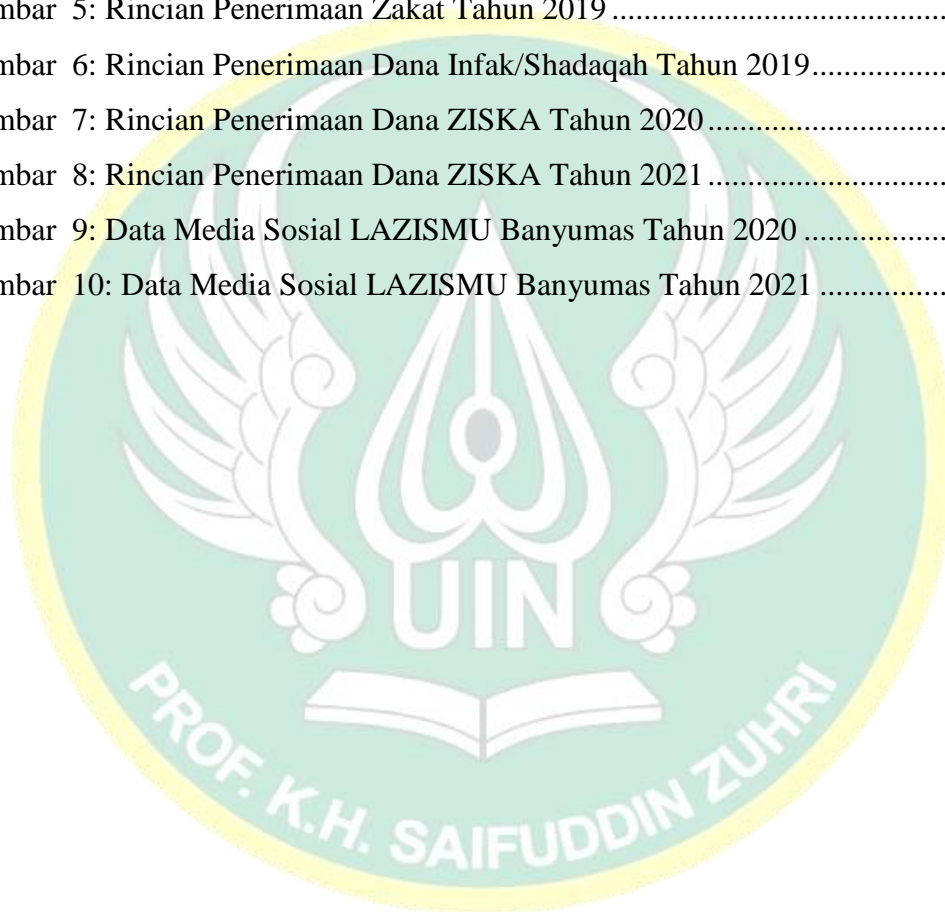 mbar 5: Rincian Penerimaan Zakat Tahun 2019 ........................................
mbar 6: Rincian Penerimaan Dana Infak/Shadaqah Tahun 2019................
mbar 7: Rincian Penerimaan Dana ZISKA Tahun 2020 .............................
mbar 8: Rincian Penerimaan Dana ZISKA Tahun 2021 .............................
mbar 9: Data Media Sosial LAZISMU Banyumas Tahun 2020 .................
mbar 10: Data Media Sosial LAZISMU Banyumas Tahun 2021 ...............
UIN
PROF. K.H. SAIFUDDIN ZUHRI